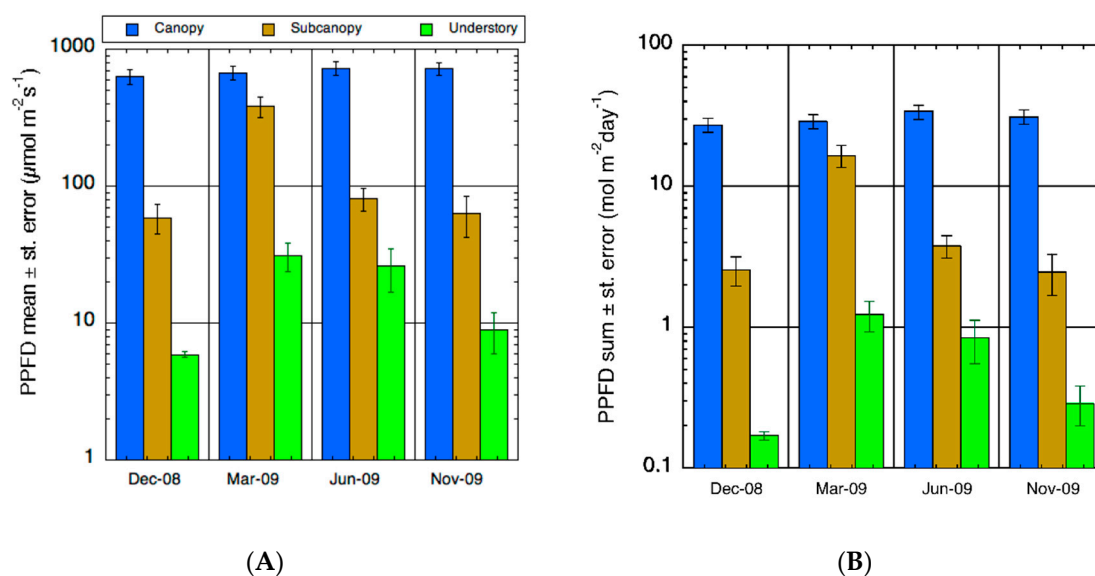 Canopy Subcanopy Understory
PPFD mean ± st. error (µmol m⁻²s⁻¹)
1000
100
10
1
Dec-08 Mar-09 Jun-09 Nov-09
(A)
PPFD sum ± st. error (mol m⁻²day⁻¹)
100
10
1
0.1
Dec-08 Mar-09 Jun-09 Nov-09
(B)